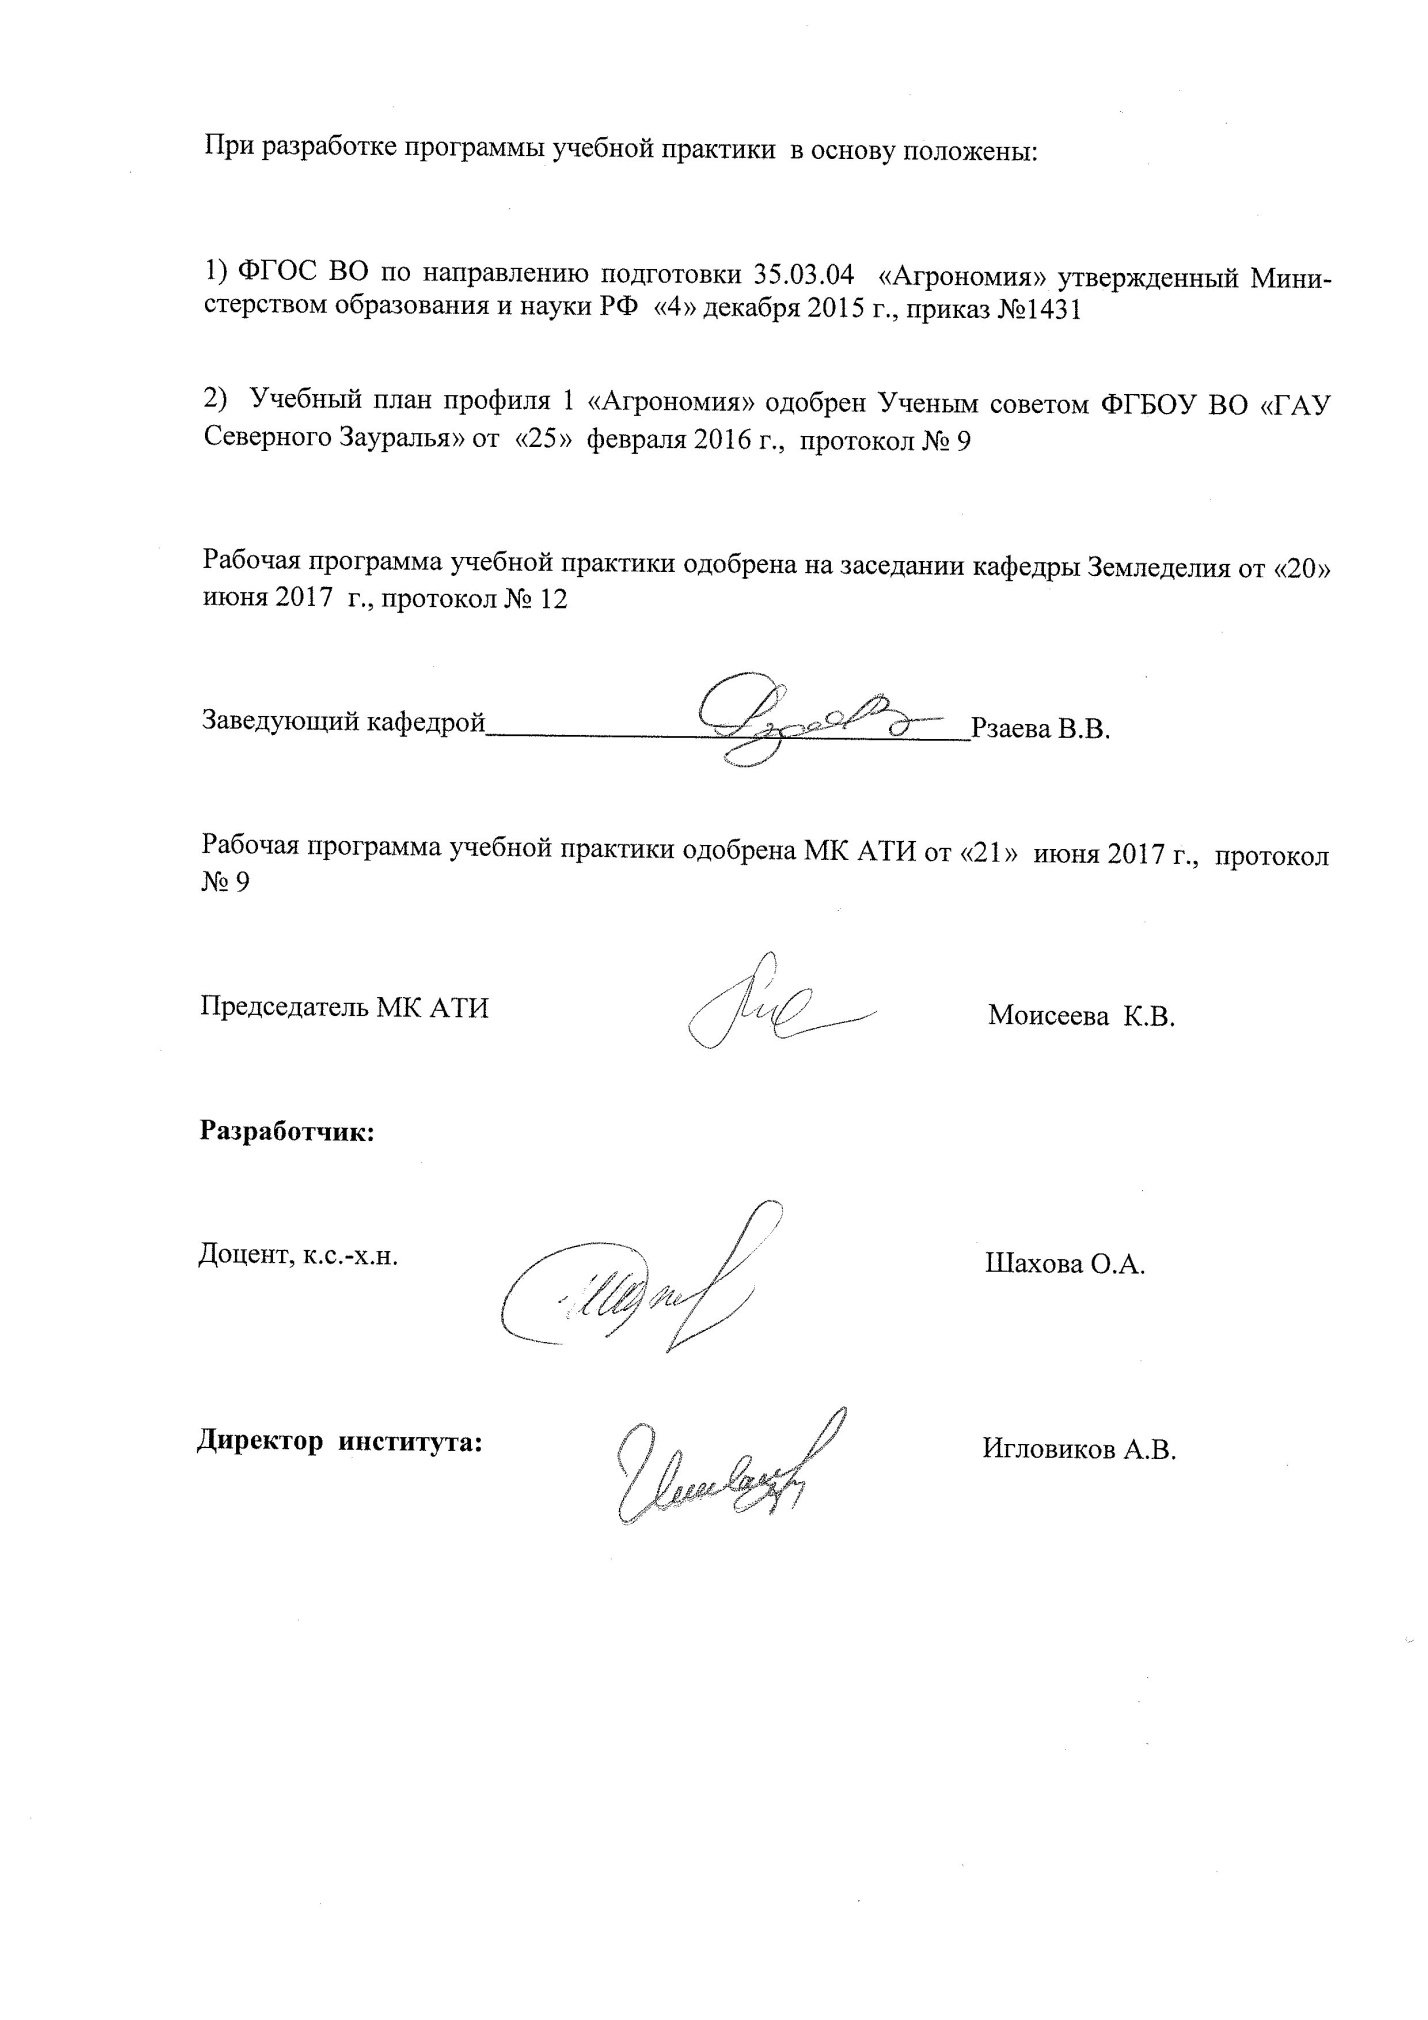 При разработке программы учебной практики в основу положены:
1) ФГОС ВО по направлению подготовки 35.03.04 «Агрономия» утвержденный Мини-
стерством образования и науки РФ «4» декабря 2015 г., приказ №1431
2) Учебный план профиля 1 «Агрономия» одобрен Ученым советом ФГБОУ ВО «ГАУ
Северного Зауралья» от «25» февраля 2016 г., протокол № 9
Рабочая программа учебной практики одобрена на заседании кафедры Земледелия от «20»
июня 2017 г., протокол № 12
Заведующий кафедрой__________________________________Рзаева В.В.
Рабочая программа учебной практики одобрена МК АТИ от «21» июня 2017 г., протокол
№ 9
Председатель МК АТИ Моисеева К.В.
Разработчик:
Доцент, к.с.-х.н. Шахова О.А.
Директор института: Игловиков А.В.